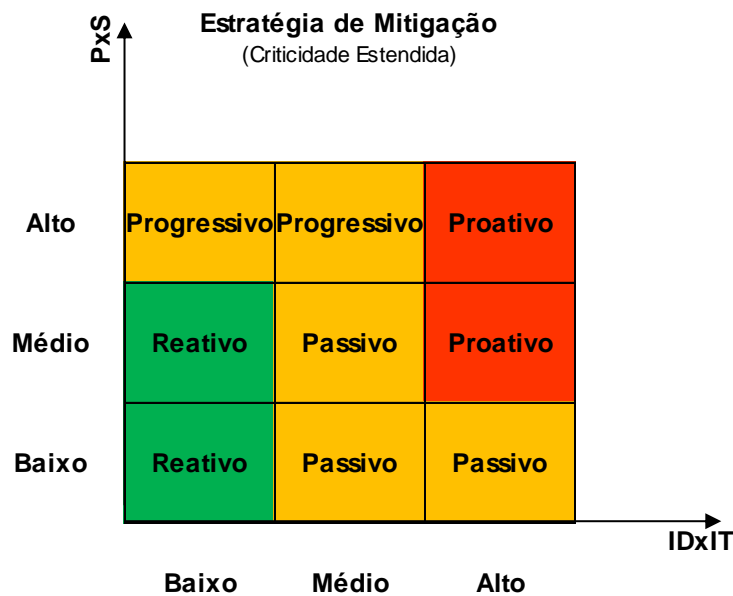 Estratégia de Mitigação
(Criticidade Estendida)
PxS
Alto Progressivo Progressivo Proativo
Médio Reativo Passivo Proativo
Baixo Reativo Passivo Passivo
IDxIT
Baixo Médio Alto